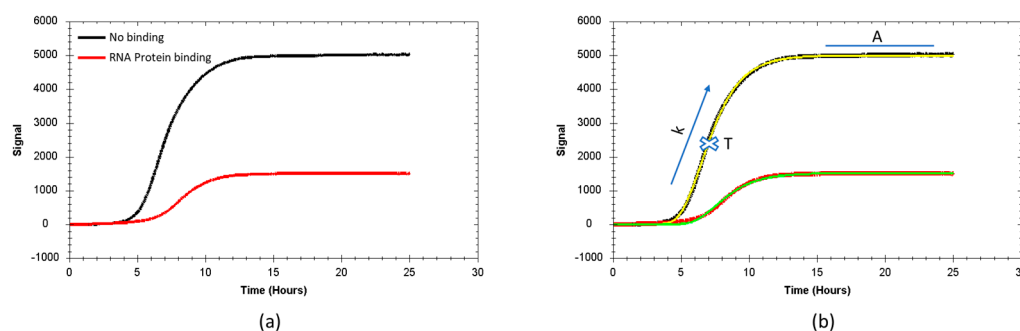 No binding
RNA Protein binding
6000
5000
4000
3000
2000
1000
0
-1000
Signal
0 5 10 15 20 25 30
Time (Hours)
(a)
6000
5000
4000
3000
2000
1000
0
-1000
Signal
A
k
T
0 5 10 15 20 25 30
Time (Hours)
(b)